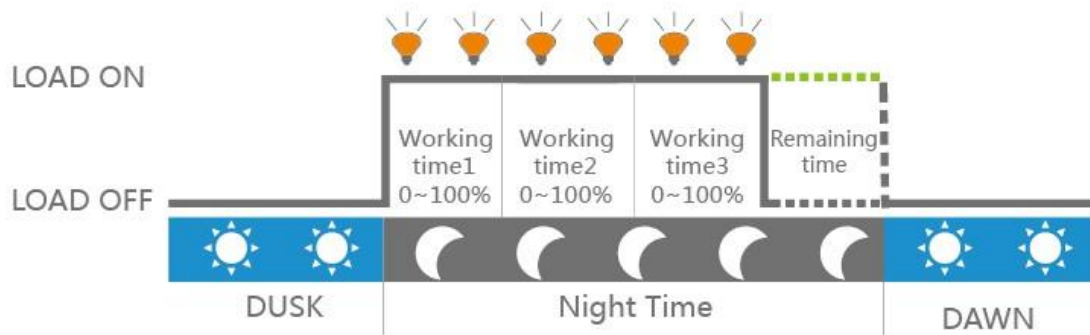 LOAD ON
Working
time1
0~100%
Working
time2
0~100%
Working
time3
0~100%
Remaining
time
LOAD OFF
DUSK
Night Time
DAWN